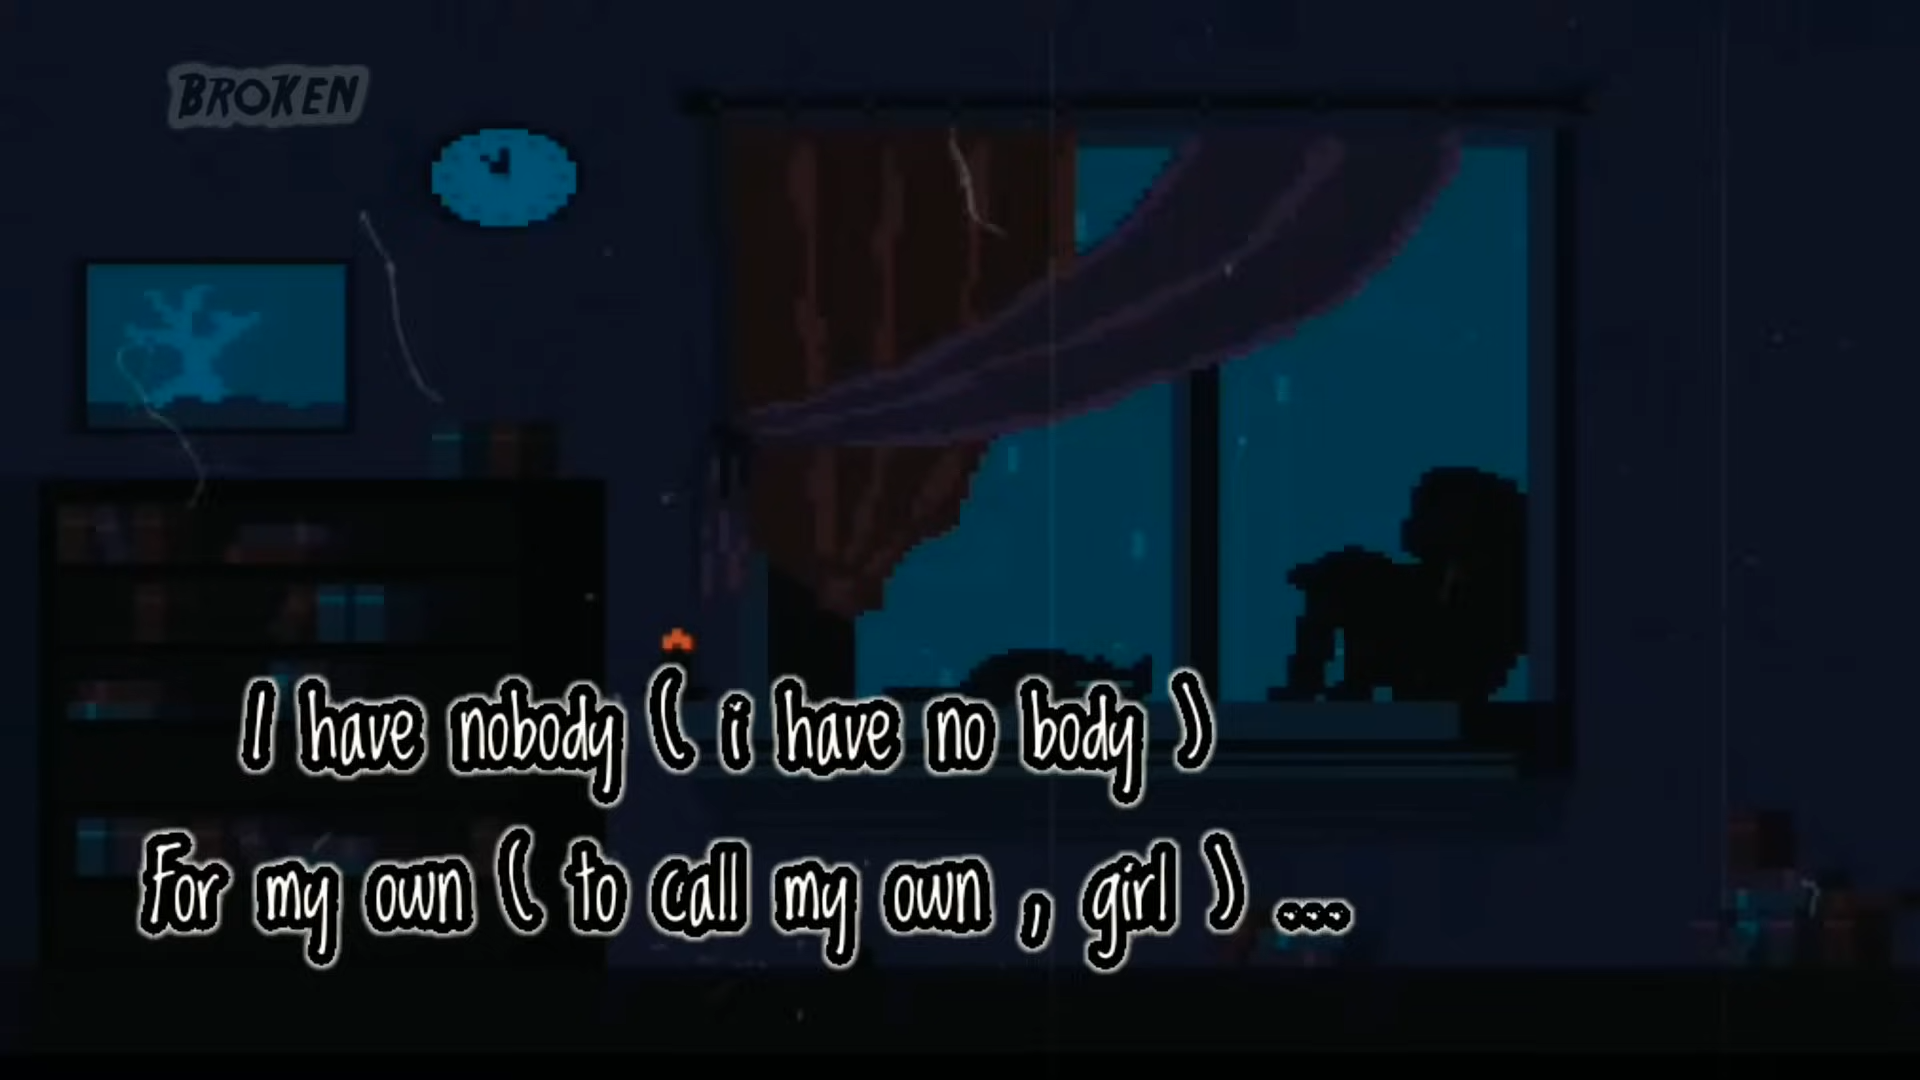 BROKEN
I have nobody ( i have no body )
For my own ( to call my own , girl ) ...